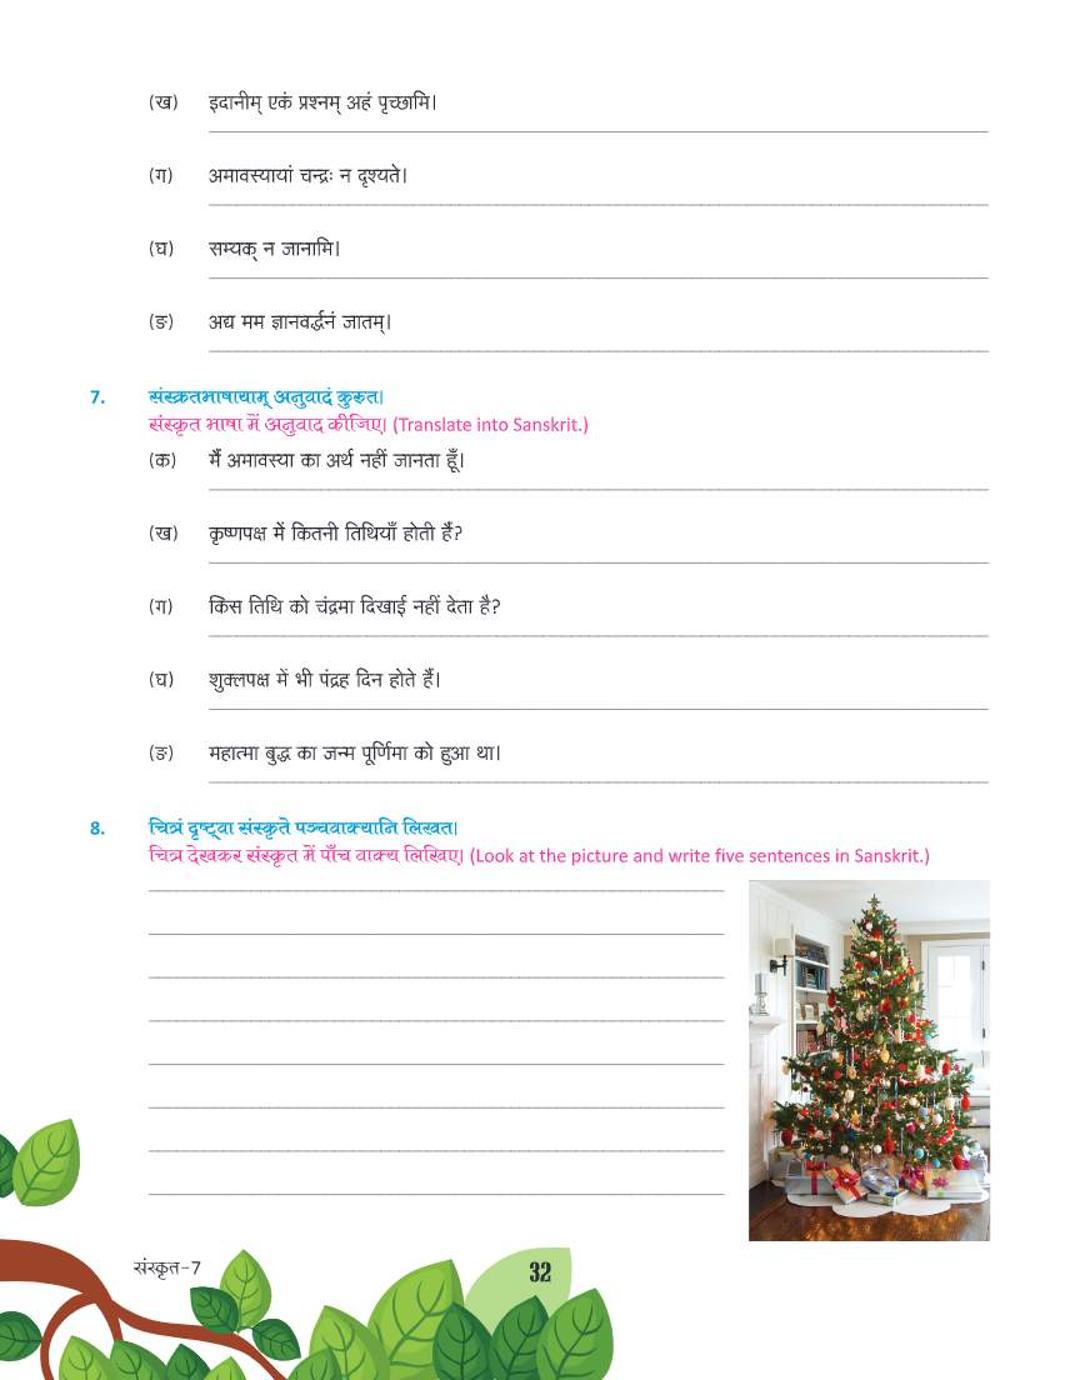 (ख) इदानीम् एकं प्रश्नम् अहं पृच्छामि।
(ग) अमावस्यायां चन्द्रः न दृश्यते।
(घ) सम्यक् न जानामि।
(ङ) अद्य मम ज्ञानवर्द्धनं जातम्।
7. संस्क्रतभाषायाम् अनुवादं कुरुत।
संस्कृत भाषा में अनुवाद कीजिए। (Translate into Sanskrit.)
(क) मैं अमावस्या का अर्थ नहीं जानता हूँ।
(ख) कृष्णपक्ष में कितनी तिथियाँ होती हैं?
(ग) किस तिथि को चंद्रमा दिखाई नहीं देता है?
(घ) शुक्लपक्ष में भी पंद्रह दिन होते हैं।
(ङ) महात्मा बुद्ध का जन्म पूर्णिमा को हुआ था।
8. चित्रं दृष्ट्वा संस्कृते पञ्चवाक्यानि लिखत।
चित्र देखकर संस्कृत में पाँच वाक्य लिखिए। (Look at the picture and write five sentences in Sanskrit.)
संस्कृत-7
32